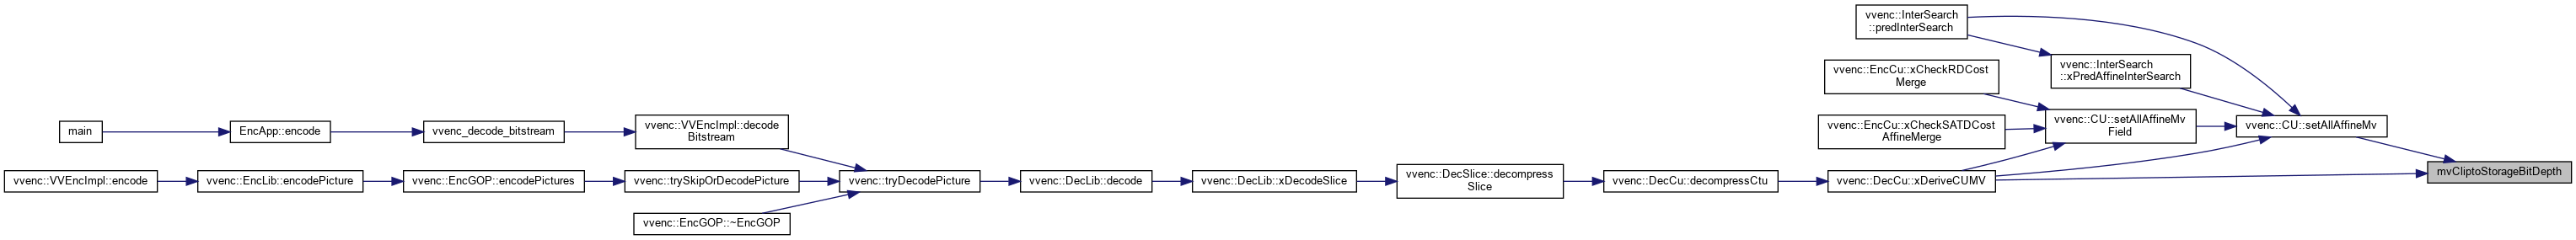 vvenc::InterSearch
::predInterSearch
vvenc::InterSearch
::xPredAffineInterSearch
vvenc::EncCu::xCheckRDCost
Merge
main
EncApp::encode
vvenc_decode_bitstream
vvenc::VVEncImpl::decode
Bitstream
vvenc::EncCu::xCheckSATDCost
AffineMerge
vvenc::CU::setAllAffineMv
Field
vvenc::CU::setAllAffineMv
vvenc::VVEncImpl::encode
vvenc::EncLib::encodePicture
vvenc::EncGOP::encodePictures
vvenc::trySkipOrDecodePicture
vvenc::tryDecodePicture
vvenc::DecLib::decode
vvenc::DecLib::xDecodeSlice
vvenc::DecSlice::decompress
Slice
vvenc::DecCu::decompressCtu
vvenc::DecCu::xDeriveCUMV
mvCliptoStorageBitDepth
vvenc::EncGOP::~EncGOP